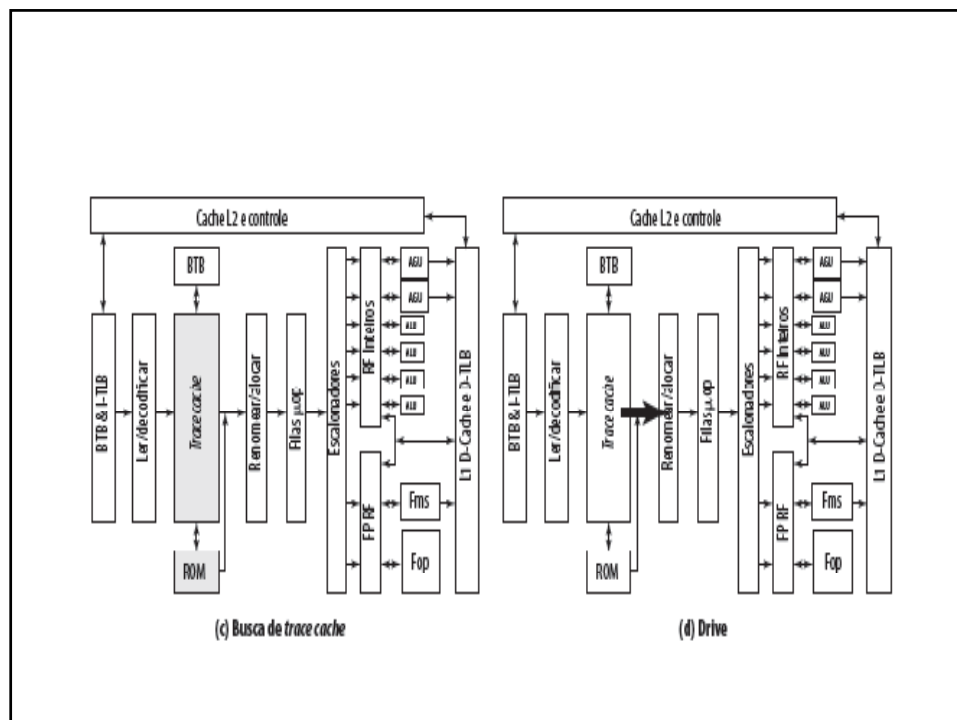 Cache L2 e controle
BTB
BTB & I-TLB
Ler/decodificar
Trace cache
ROM
Renomear/alocar
Filas μop
Escalonadores
RF Inteiros
FP RF
AGU
AGU
ALU
ALU
ALU
ALU
Fms
Fop
L1 D-Cache e D-TLB
(c) Busca de trace cache
Cache L2 e controle
BTB
BTB & I-TLB
Ler/decodificar
Trace cache
ROM
Renomear/alocar
Filas μop
Escalonadores
RF Inteiros
FP RF
AGU
AGU
ALU
ALU
ALU
ALU
Fms
Fop
L1 D-Cache e D-TLB
(d) Drive